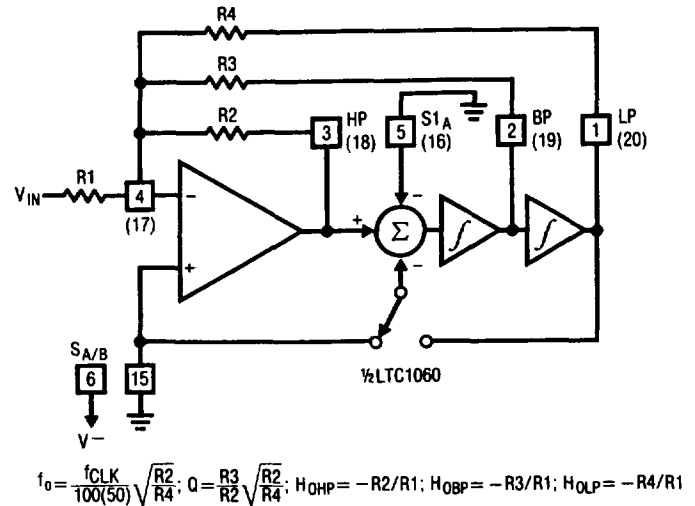 R4
R3
R2
3
HP
(18)
5
S1A
(16)
2
BP
(19)
1
LP
(20)
VIN
R1
4
(17)
−
+
+
−
−
Σ
∫
∫
SA/B
6
15
V−
½LTC1060
fo = fCLK/100(50) √R2/R4; Q = R3/R2 √R2/R4; HOHP = −R2/R1; HOBP = −R3/R1; HOLP = −R4/R1